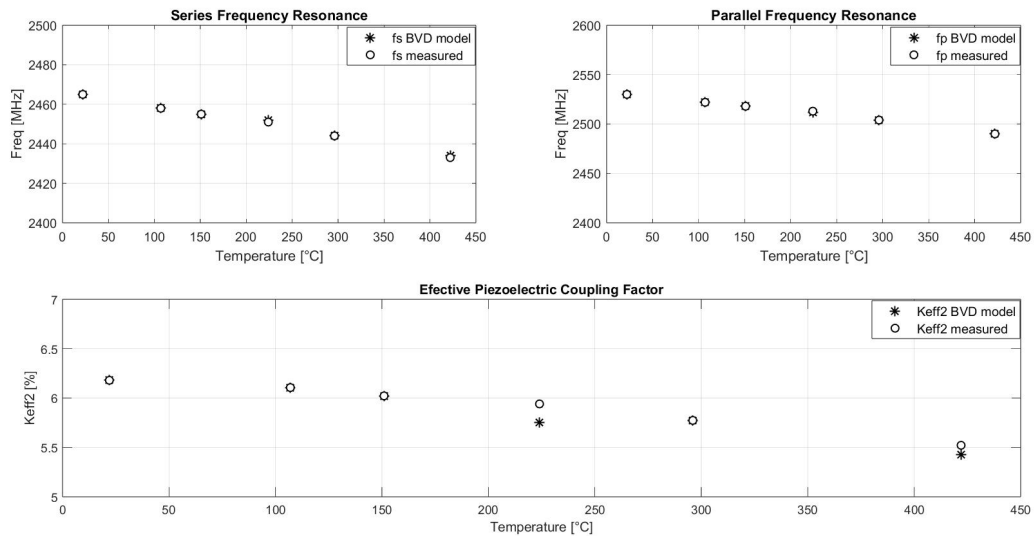 Series Frequency Resonance
2500
2480
2460
2440
2420
2400
Freq [MHz]
fs BVD model
fs measured
0 50 100 150 200 250 300 350 400 450
Temperature [°C]
Parallel Frequency Resonance
2600
2550
2500
2450
2400
Freq [MHz]
fp BVD model
fp measured
0 50 100 150 200 250 300 350 400 450
Temperature [°C]
Efective Piezoelectric Coupling Factor
7
6.5
6
5.5
5
Keff2 [%]
Keff2 BVD model
Keff2 measured
0 50 100 150 200 250 300 350 400 450
Temperature [°C]